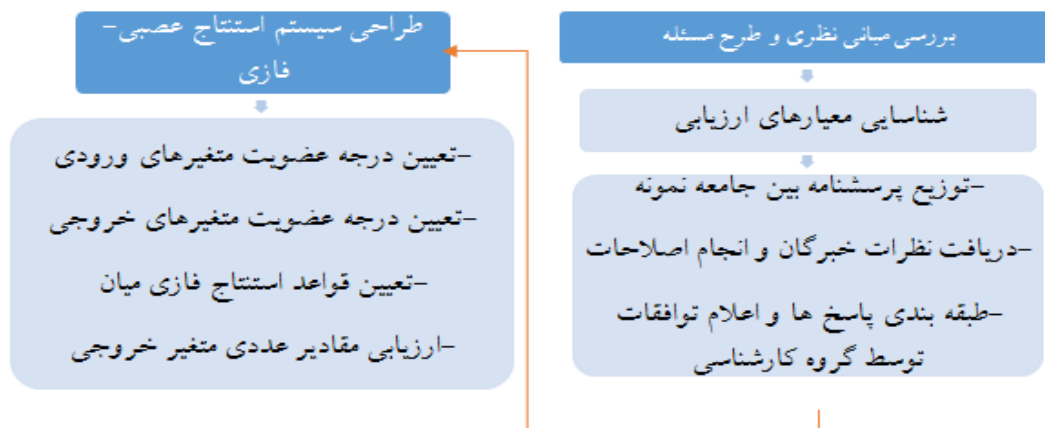 بررسی مبانی نظری و طرح مسئله
شناسایی معیارهای ارزیابی
-توزیع پرسشنامه بین جامعه نمونه
-دریافت نظرات خبرگان و انجام اصلاحات
-طبقه بندی پاسخ ها و اعلام توافقات
توسط گروه کارشناسی
طراحی سیستم استنتاج عصبی-
فازی
-تعیین درجه عضویت متغیرهای ورودی
-تعیین درجه عضویت متغیرهای خروجی
-تعیین قواعد استنتاج فازی میان
-ارزیابی مقادیر عددی متغیر خروجی